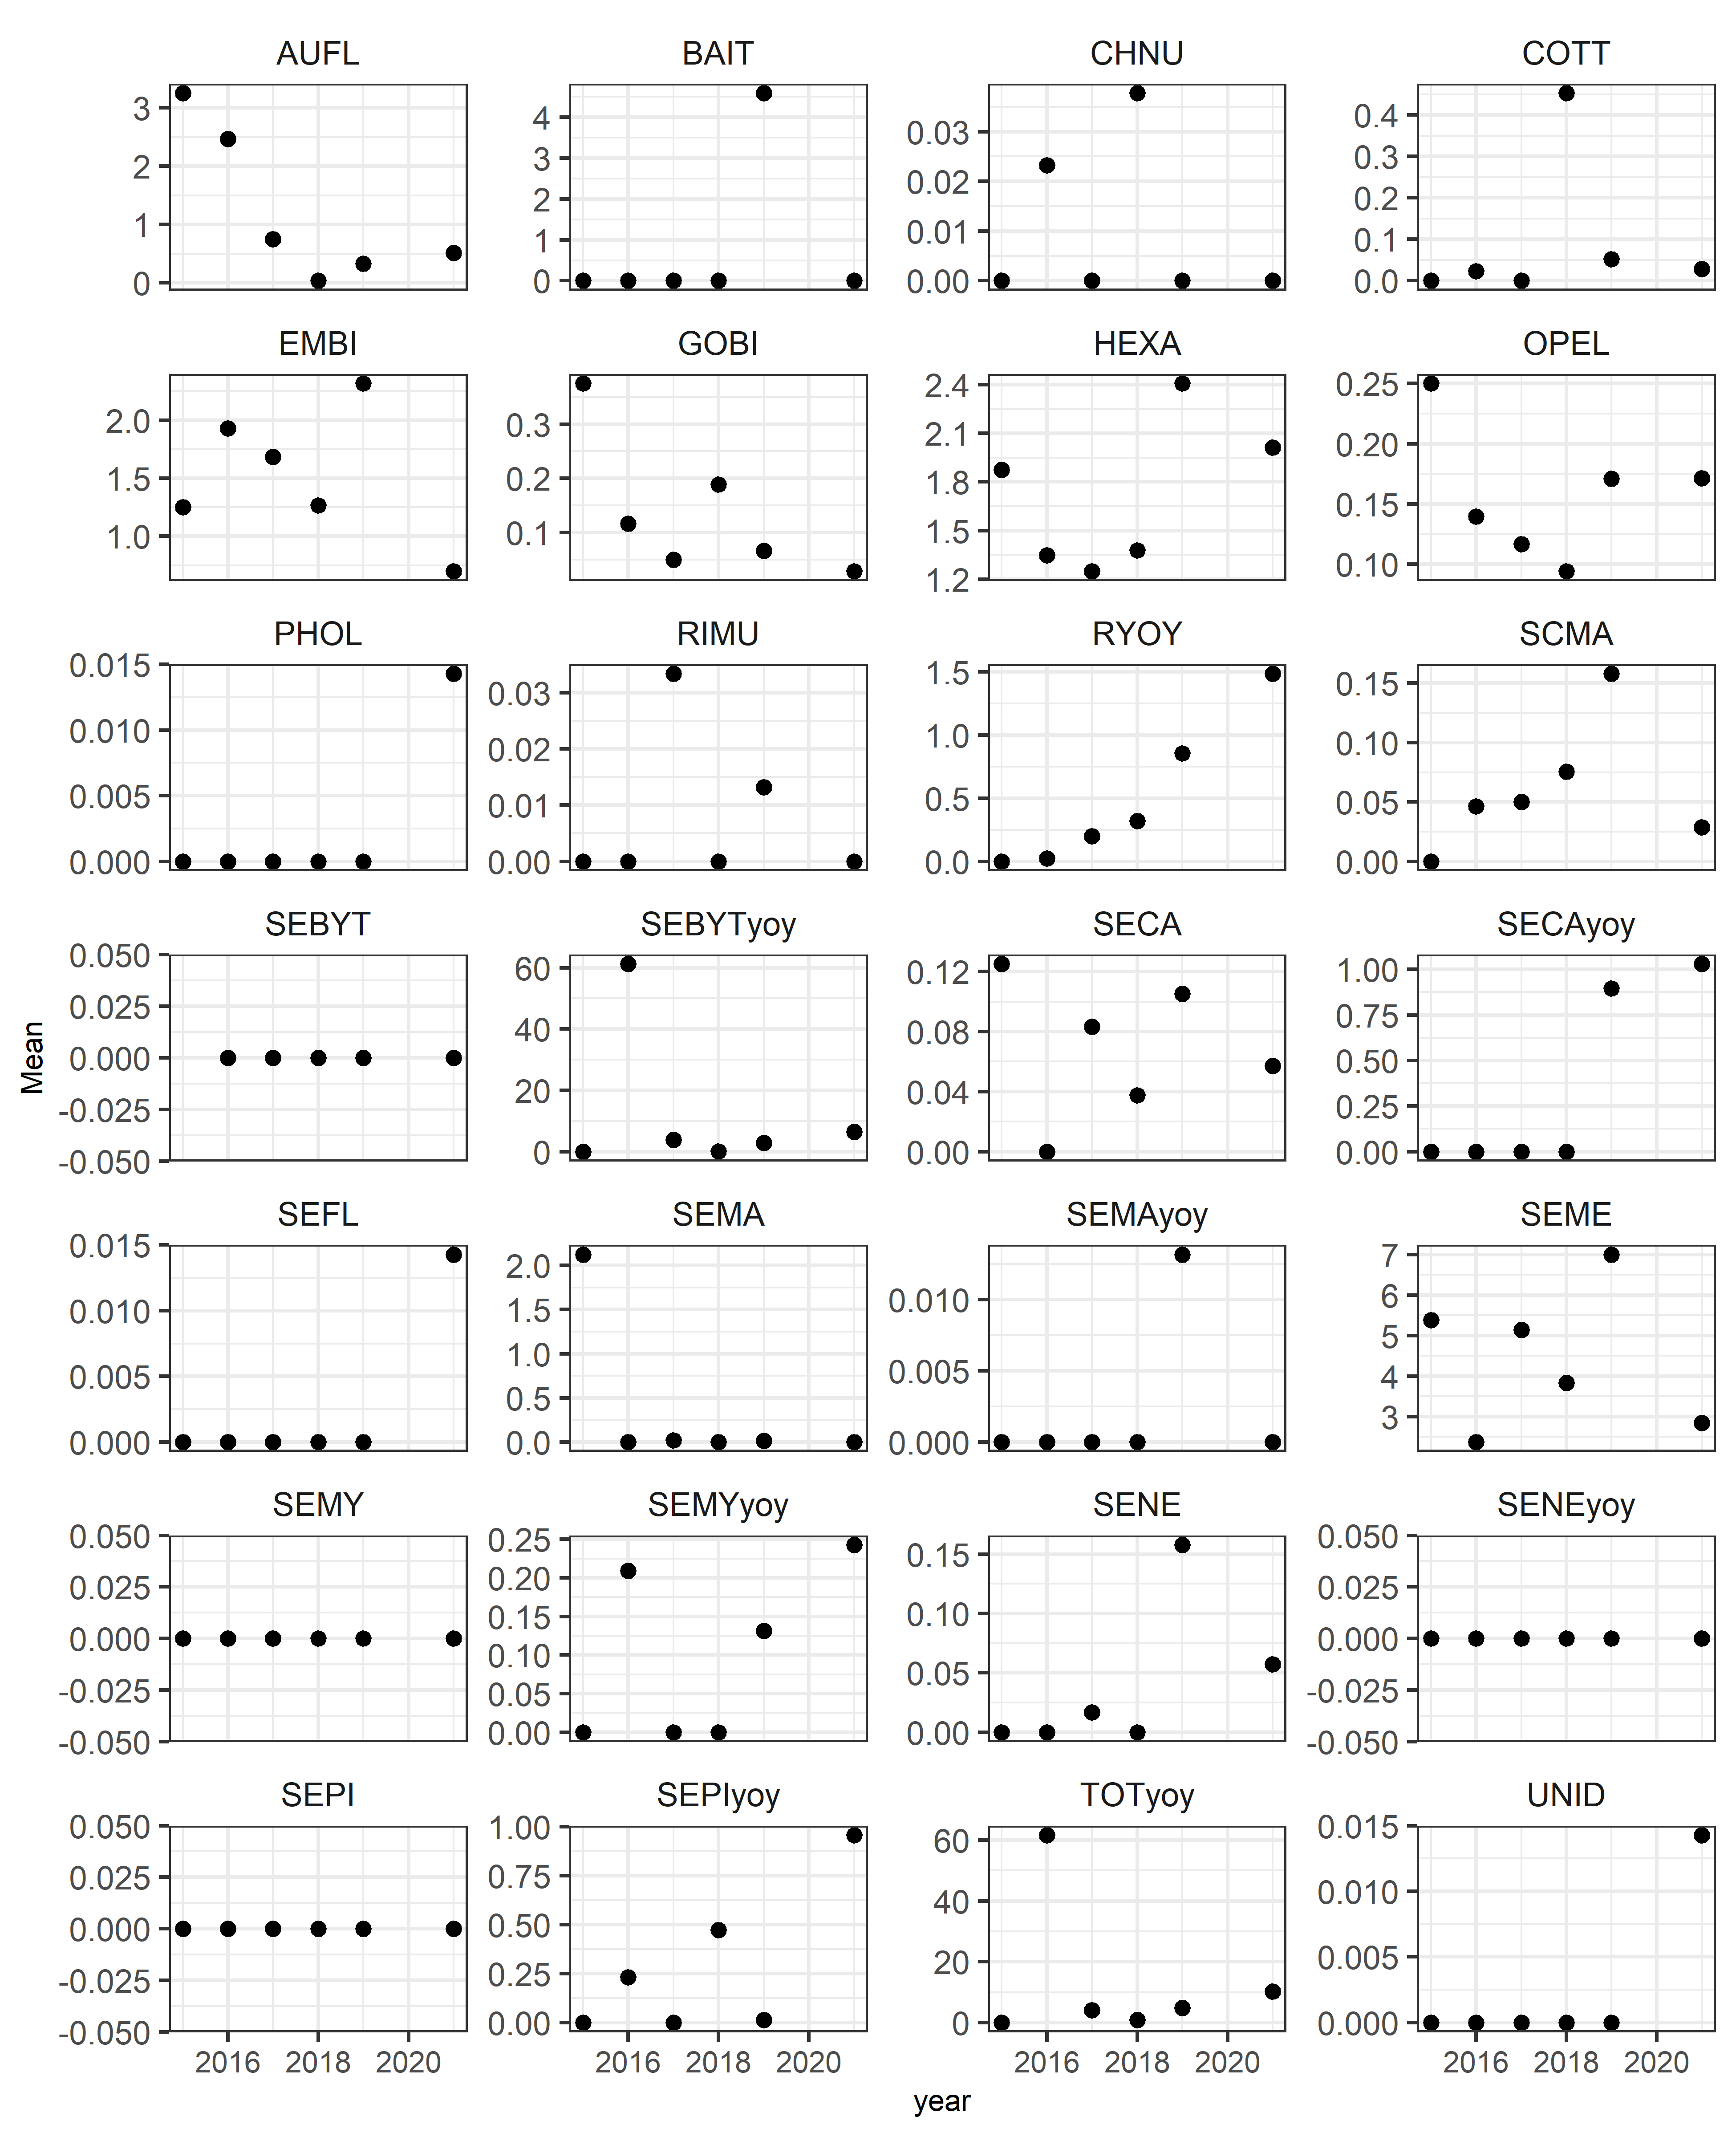 AUFL BAIT CHNU COTT
3 4 0.03 0.4
2 3 0.02 0.3
1 2 0.01 0.2
0 1 0.00 0.1
0 0.0
EMBI GOBI HEXA OPEL
2.0 0.3 2.4 0.25
1.5 0.2 2.1 0.20
1.0 0.1 1.8 0.15
1.5 0.10
1.2
PHOL RIMU RYOY SCMA
0.015 0.03 1.5 0.15
0.010 0.02 1.0 0.10
0.005 0.01 0.5 0.05
0.000 0.00 0.0 0.00
SEBYT SEBYTyoy SECA SECAyoy
0.050 60 0.12 1.00
0.025 40 0.08 0.75
0.000 20 0.04 0.50
-0.025 0 0.00 0.25
-0.050 0.00
Mean
SEFL SEMA SEMAyoy SEME
0.015 2.0 0.010 7
0.010 1.5 0.005 6
0.005 1.0 0.000 5
0.000 0.5 4
0.0 3
SEMY SEMYyoy SENE SENEyoy
0.050 0.25 0.15 0.050
0.025 0.20 0.10 0.025
0.000 0.15 0.05 0.000
-0.025 0.10 0.00 -0.025
-0.050 0.05 -0.050
0.00
SEPI SEPIyoy TOTyoy UNID
0.050 1.00 60 0.015
0.025 0.75 40 0.010
0.000 0.50 20 0.005
-0.025 0.25 0 0.000
-0.050 0.00
2016 2018 2020 2016 2018 2020 2016 2018 2020 2016 2018 2020
year